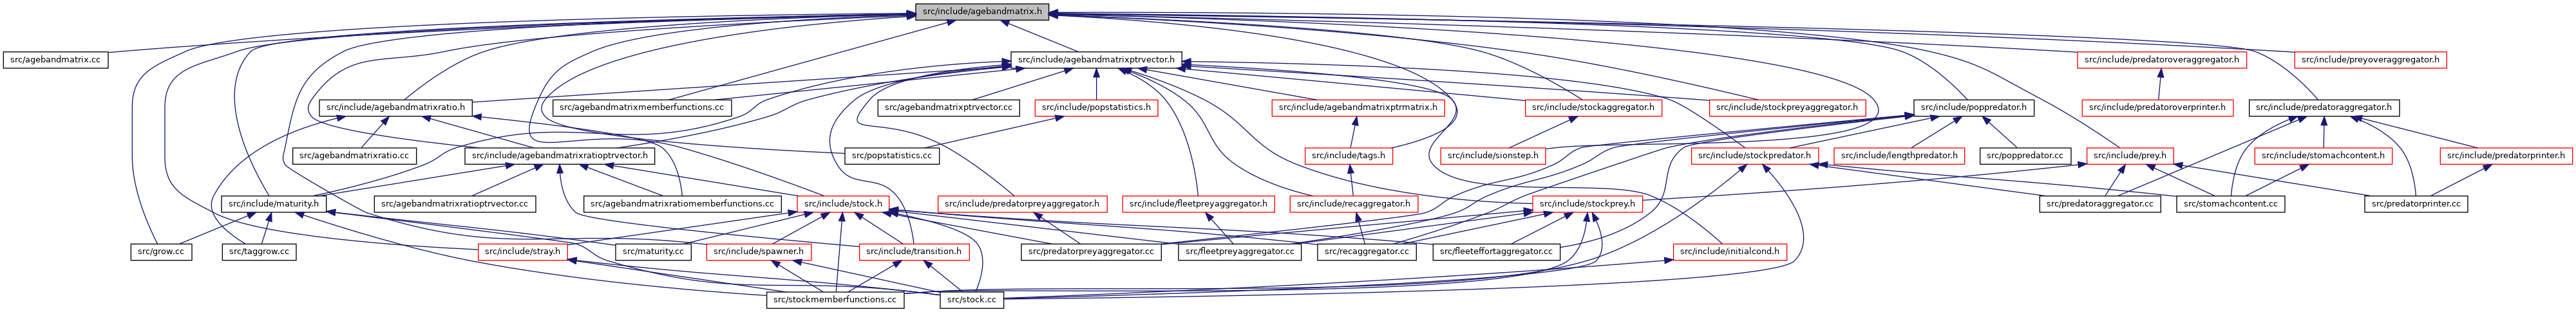 src/include/agebandmatrix.h
src/agebandmatrix.cc
src/include/agebandmatrixptrvector.h
src/include/predatoroveraggregator.h
src/include/preyoveraggregator.h
src/include/agebandmatrixratio.h
src/agebandmatrixmemberfunctions.cc
src/agebandmatrixptrvector.cc
src/include/popstatistics.h
src/include/agebandmatrixptrmatrix.h
src/include/stockaggregator.h
src/include/stockpreyaggregator.h
src/include/poppredator.h
src/include/predatoroverprinter.h
src/include/predatoraggregator.h
src/agebandmatrixratio.cc
src/include/agebandmatrixratioptrvector.h
src/popstatistics.cc
src/include/tags.h
src/include/sionstep.h
src/include/stockpredator.h
src/include/lengthpredator.h
src/poppredator.cc
src/include/prey.h
src/include/stomachcontent.h
src/include/predatorprinter.h
src/include/maturity.h
src/agebandmatrixratioptrvector.cc
src/agebandmatrixratiomemberfunctions.cc
src/include/stock.h
src/include/predatorpreyaggregator.h
src/include/fleetpreyaggregator.h
src/include/recaggregator.h
src/include/stockprey.h
src/predatoraggregator.cc
src/stomachcontent.cc
src/predatorprinter.cc
src/grow.cc
src/taggrow.cc
src/include/stray.h
src/maturity.cc
src/include/spawner.h
src/include/transition.h
src/predatorpreyaggregator.cc
src/fleetpreyaggregator.cc
src/recaggregator.cc
src/fleeteffortaggregator.cc
src/include/initialcond.h
src/stockmemberfunctions.cc
src/stock.cc